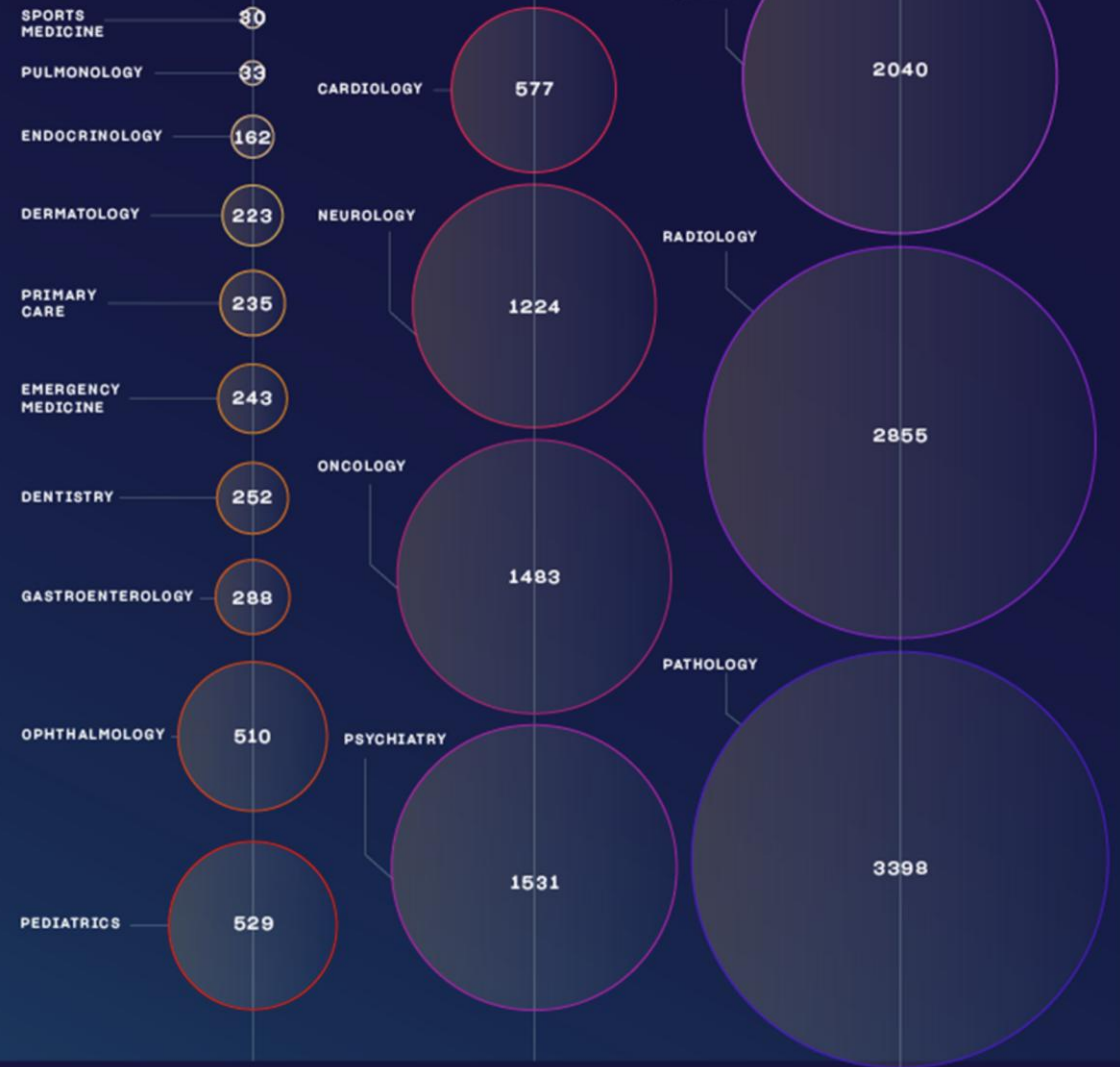 SPORTS
MEDICINE
30
PULMONOLOGY
33
ENDOCRINOLOGY
162
DERMATOLOGY
223
PRIMARY
CARE
235
EMERGENCY
MEDICINE
243
DENTISTRY
252
GASTROENTEROLOGY
288
OPHTHALMOLOGY
510
PEDIATRICS
529
CARDIOLOGY
577
NEUROLOGY
1224
ONCOLOGY
1483
PSYCHIATRY
1531
2040
RADIOLOGY
2855
PATHOLOGY
3398